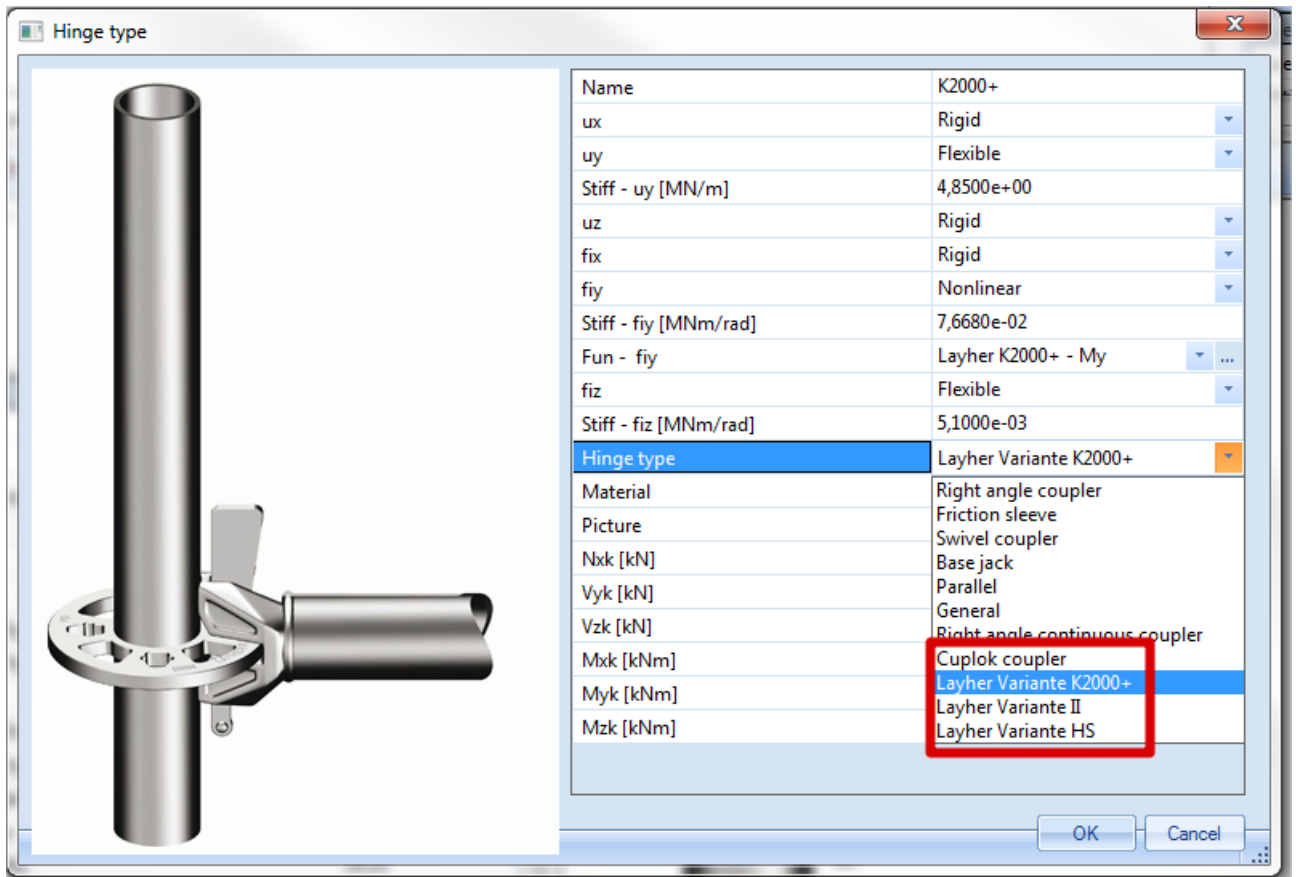 Hinge type
Name K2000+
ux Rigid
uy Flexible
Stiff - uy [MN/m] 4,8500e+00
uz Rigid
fix Rigid
fiy Nonlinear
Stiff - fiy [MNm/rad] 7,6680e-02
Fun - fiy Layher K2000+ - My ...
fiz Flexible
Stiff - fiz [MNm/rad] 5,1000e-03
Hinge type Layher Variante K2000+
Material
Picture
Nxk [kN]
Vyk [kN]
Vzk [kN]
Mxk [kNm]
Myk [kNm]
Mzk [kNm]
Right angle coupler
Friction sleeve
Swivel coupler
Base jack
Parallel
General
Right angle continuous coupler
Cuplok coupler
Layher Variante K2000+
Layher Variante II
Layher Variante HS
OK Cancel